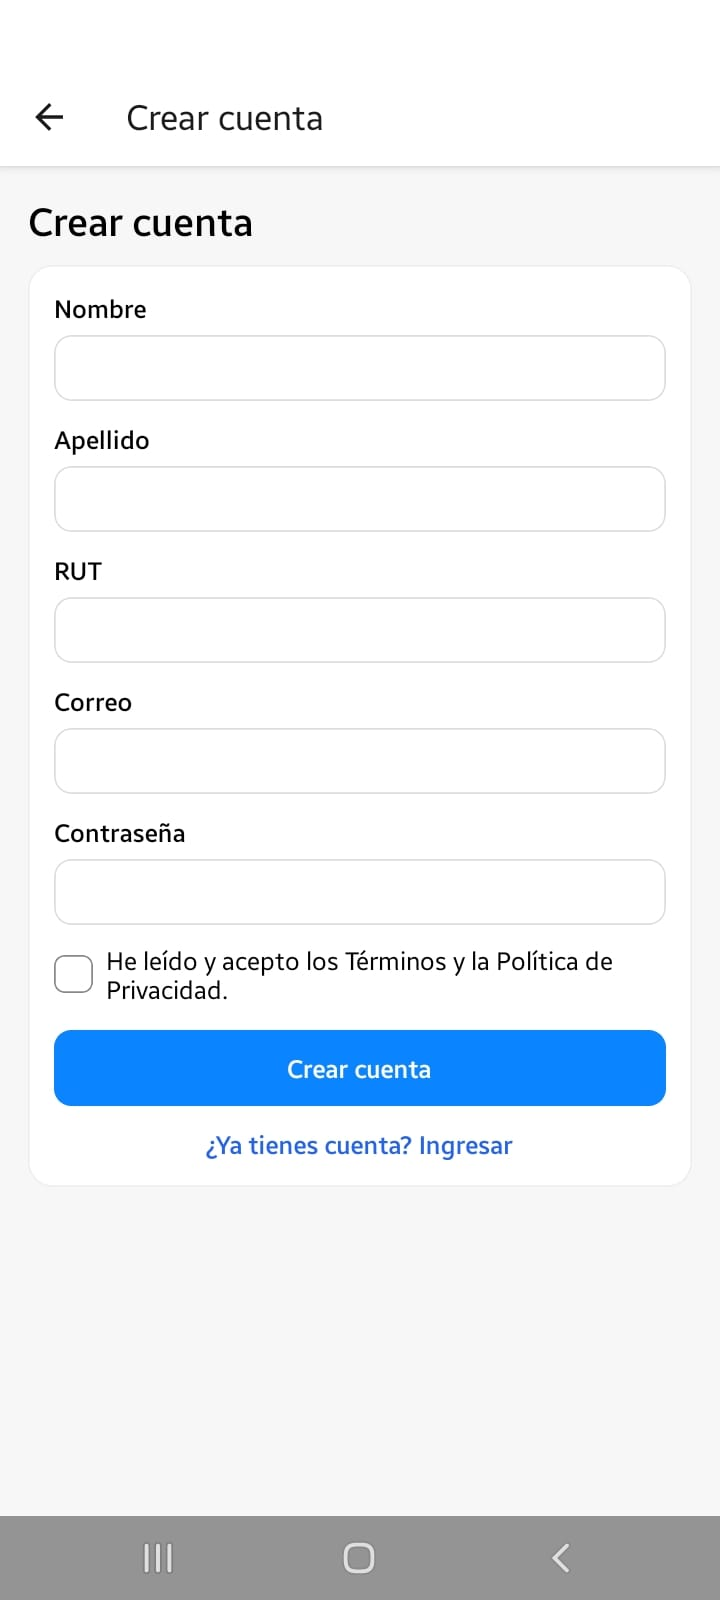 Crear cuenta
Crear cuenta
Nombre
Apellido
RUT
Correo
Contraseña
He leído y acepto los Términos y la Política de
Privacidad.
Crear cuenta
¿Ya tienes cuenta? Ingresar